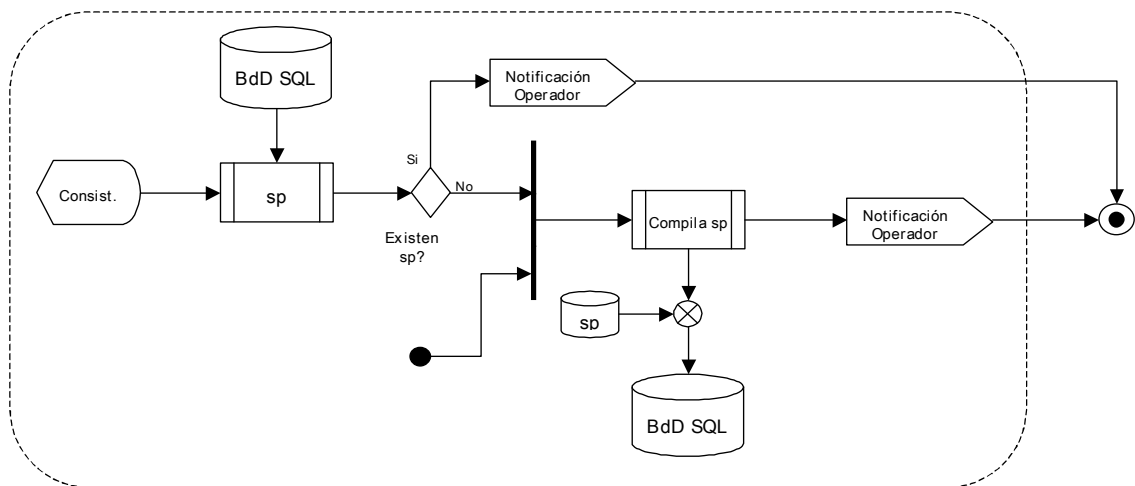 BdD SQL
Notificación
Operador
Si
Consist.
sp
No
Existen
sp?
Compila sp
Notificación
Operador
sp
BdD SQL